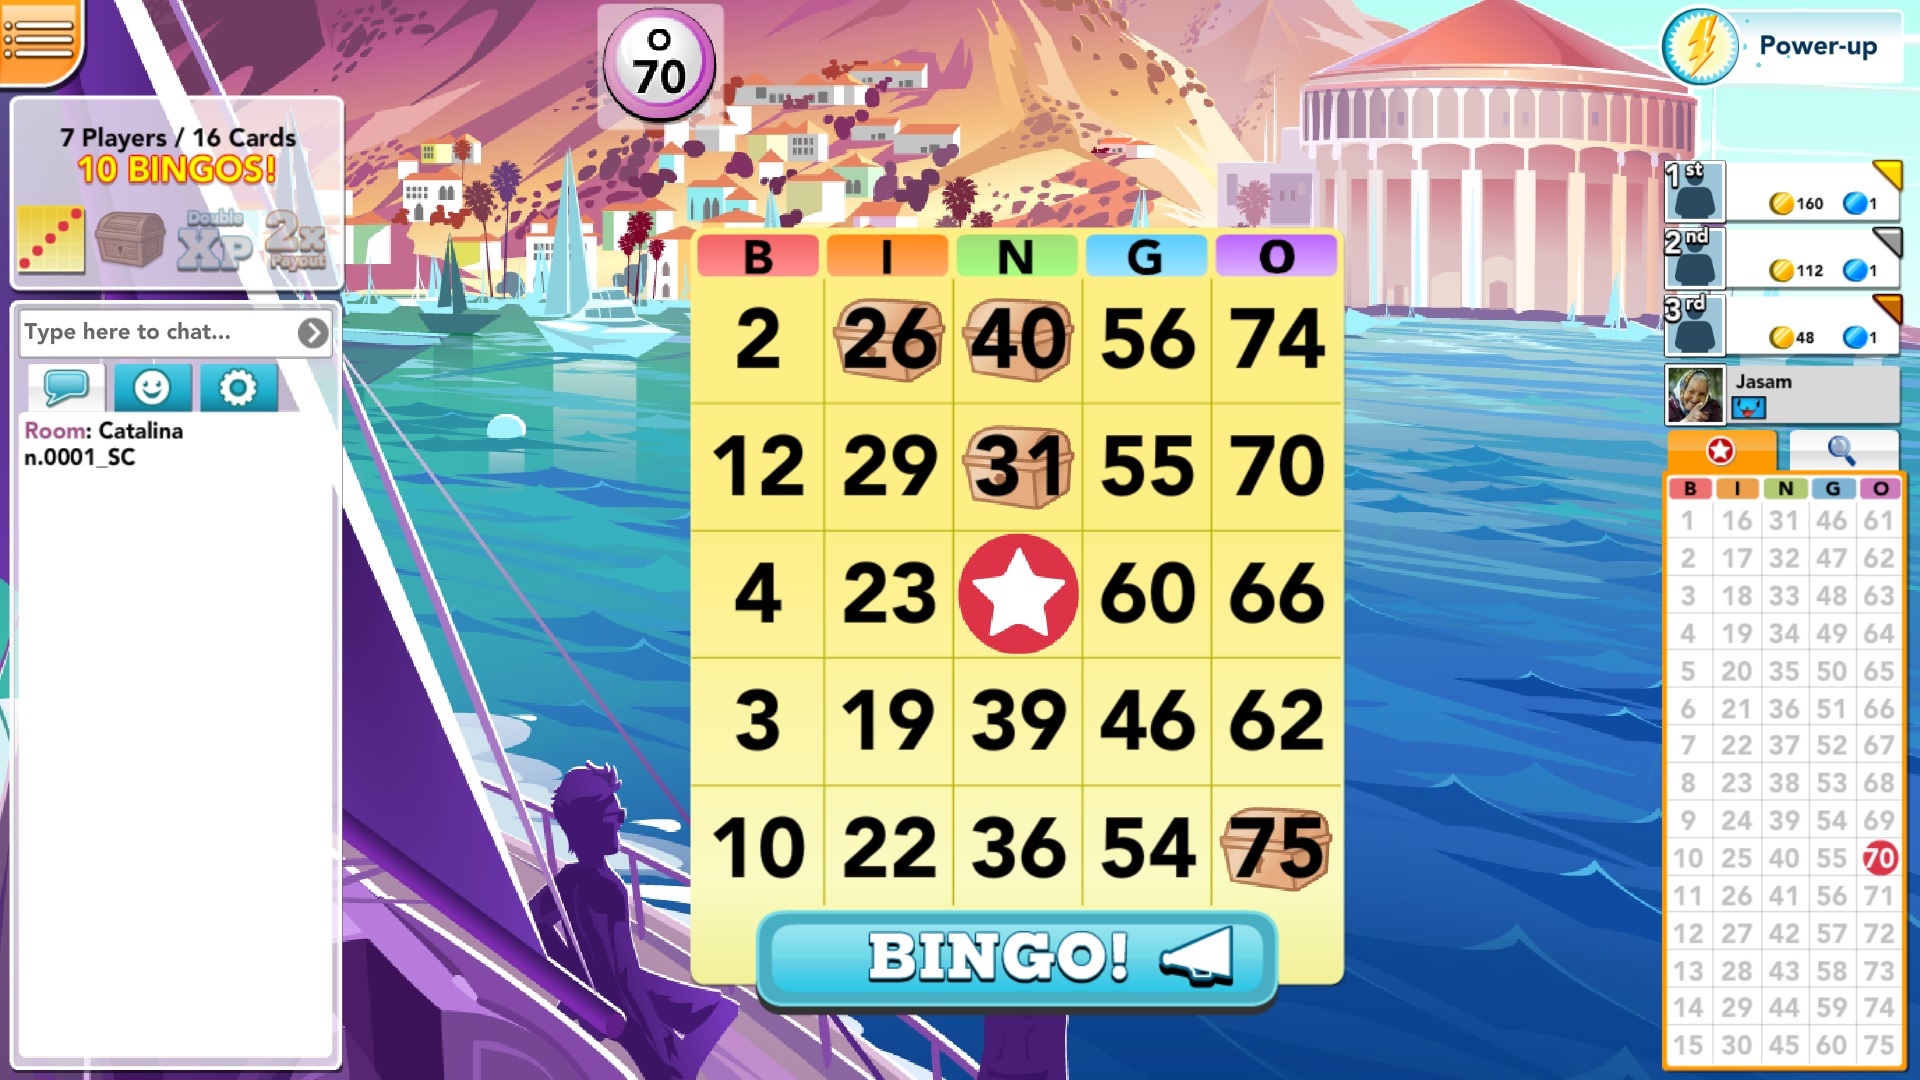 O
70
Power-up
7 Players / 16 Cards
10 BINGOS!
Double
XP
2x
Payout
Type here to chat...
Room: Catalina
n.0001_SC
B I N G O
2 26 40 56 74
12 29 31 55 70
4 23 60 66
3 19 39 46 62
10 22 36 54 75
BINGO!
1st
160 1
2nd
112 1
3rd
48 1
Jasam
B I N G O
1 16 31 46 61
2 17 32 47 62
3 18 33 48 63
4 19 34 49 64
5 20 35 50 65
6 21 36 51 66
7 22 37 52 67
8 23 38 53 68
9 24 39 54 69
10 25 40 55 70
11 26 41 56 71
12 27 42 57 72
13 28 43 58 73
14 29 44 59 74
15 30 45 60 75